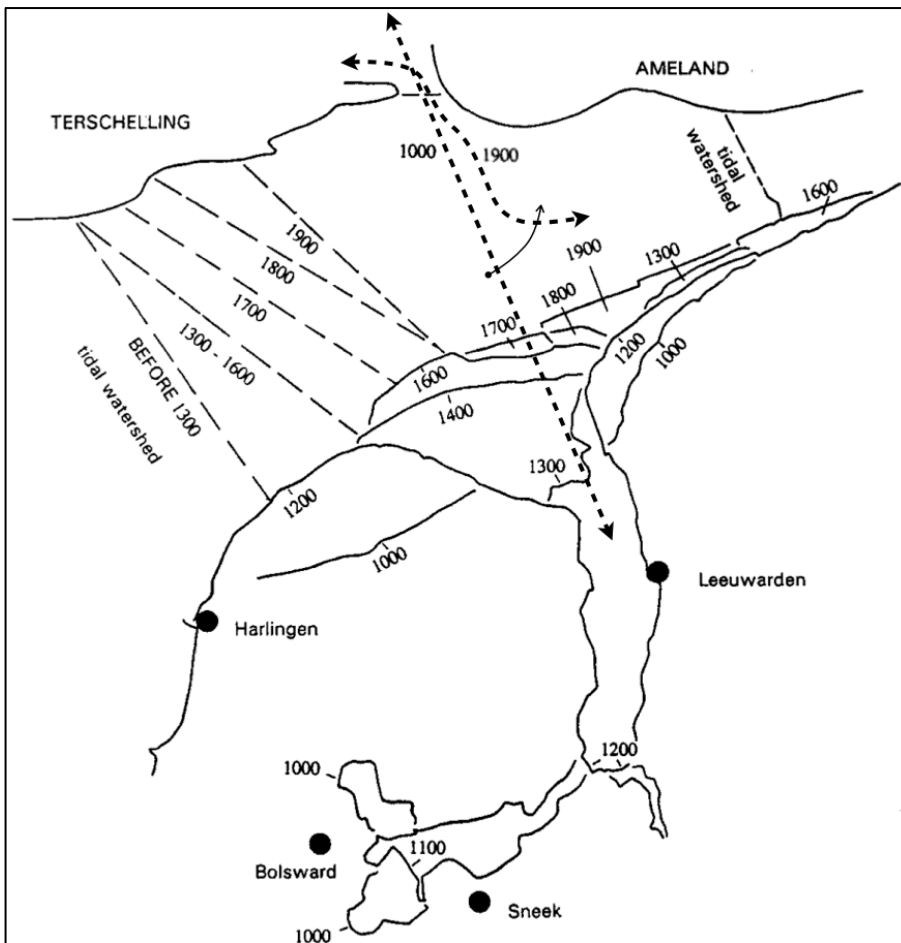 AMELAND
TERSCHELLING
1000
1900
tidal
watershed
1600
1900
1800
1700
1300 - 1600
BEFORE 1300
tidal watershed
1900
1300
1800
1700
1200
1000
1600
1400
1300
1200
1000
Leeuwarden
Harlingen
1200
1000
1100
Bolsward
Sneek
1000